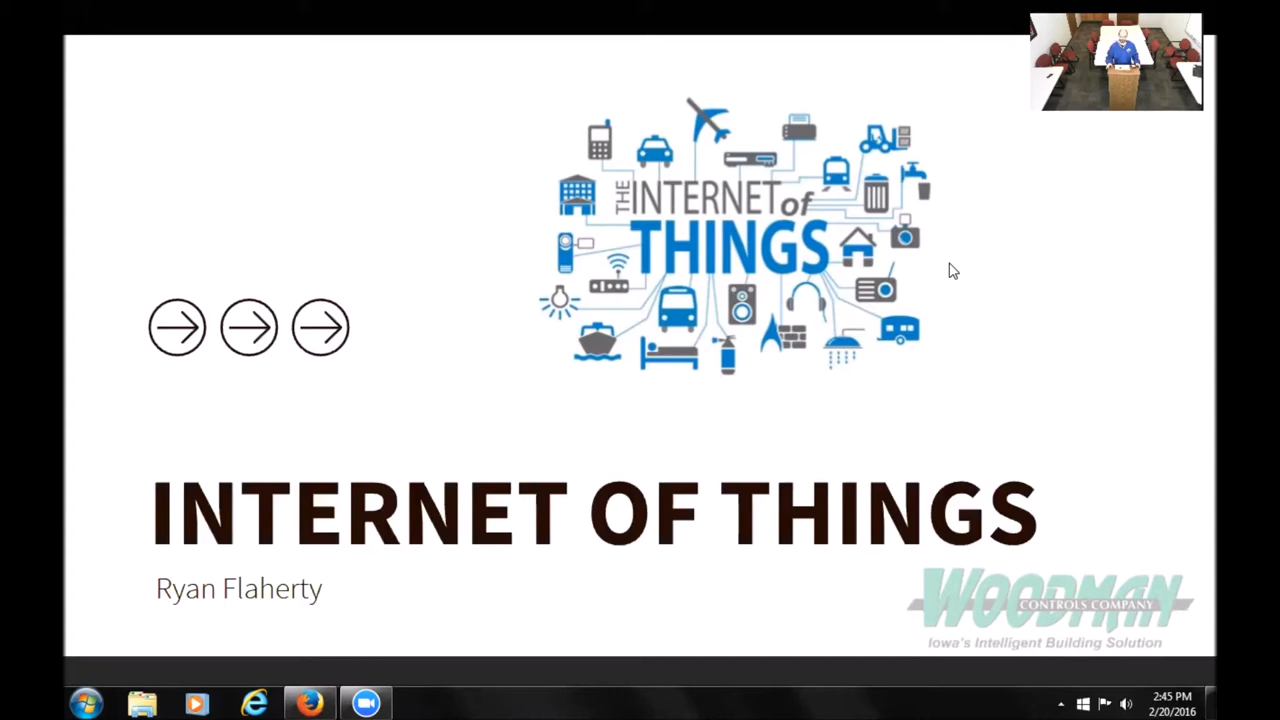 THE INTERNET of
THINGS
INTERNET OF THINGS
Ryan Flaherty
WOODMAN
CONTROLS COMPANY
Iowa's Intelligent Building Solution
2:45 PM
2/20/2016